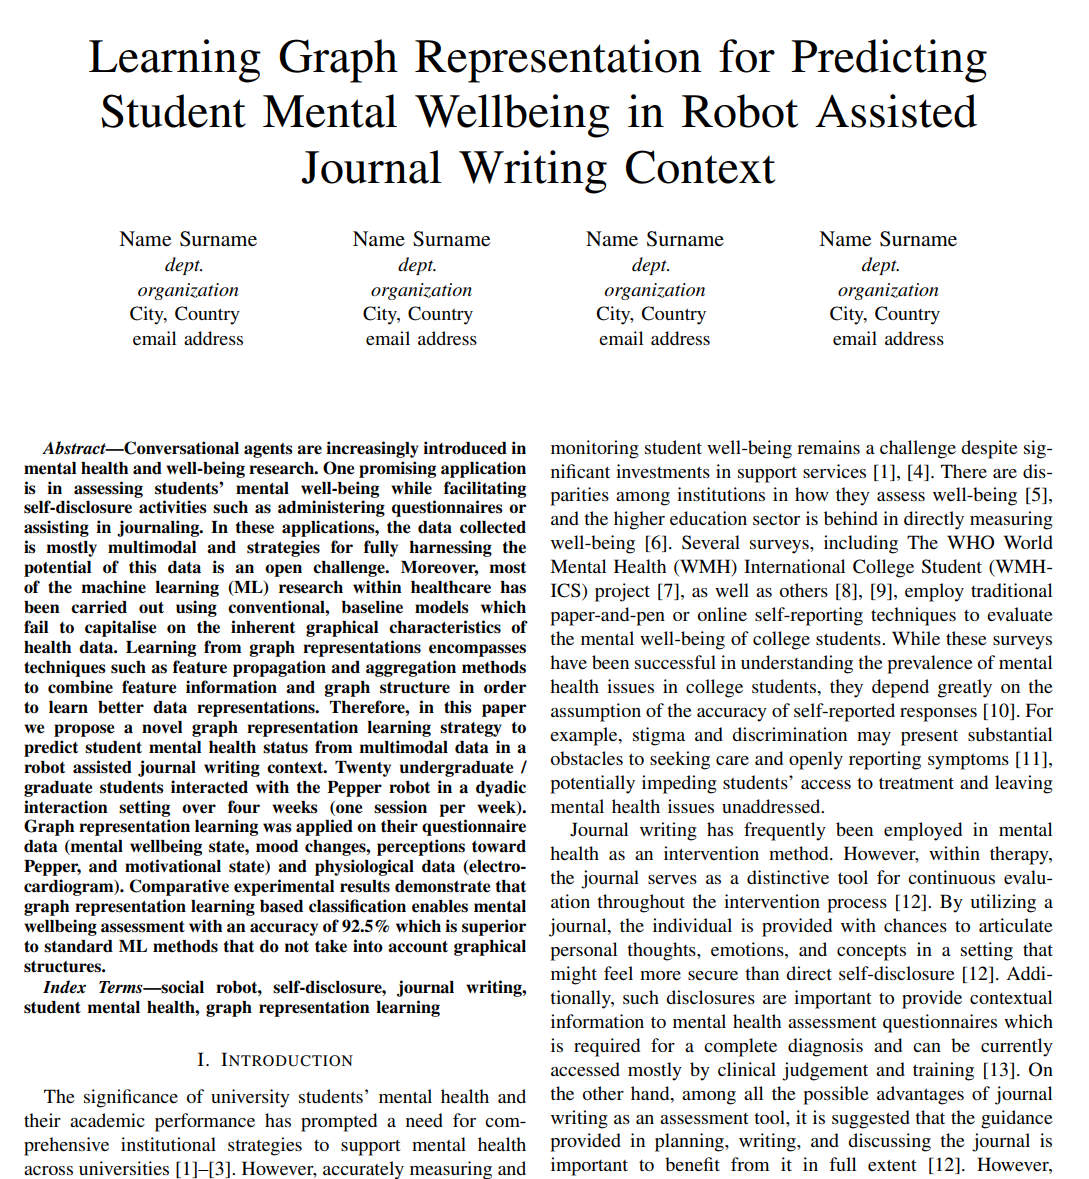 Learning Graph Representation for Predicting
Student Mental Wellbeing in Robot Assisted
Journal Writing Context
Name Surname
dept.
organization
City, Country
email address
Name Surname
dept.
organization
City, Country
email address
Name Surname
dept.
organization
City, Country
email address
Name Surname
dept.
organization
City, Country
email address
Abstract—Conversational agents are increasingly introduced in
mental health and well-being research. One promising application
is in assessing students' mental well-being while facilitating
self-disclosure activities such as administering questionnaires or
assisting in journaling. In these applications, the data collected
is mostly multimodal and strategies for fully harnessing the
potential of this data is an open challenge. Moreover, most
of the machine learning (ML) research within healthcare has
been carried out using conventional, baseline models which
fail to capitalise on the inherent graphical characteristics of
health data. Learning from graph representations encompasses
techniques such as feature propagation and aggregation methods
to combine feature information and graph structure in order
to learn better data representations. Therefore, in this paper
we propose a novel graph representation learning strategy to
predict student mental health status from multimodal data in a
robot assisted journal writing context. Twenty undergraduate /
graduate students interacted with the Pepper robot in a dyadic
interaction setting over four weeks (one session per week).
Graph representation learning was applied on their questionnaire
data (mental wellbeing state, mood changes, perceptions toward
Pepper, and motivational state) and physiological data (electro-
cardiogram). Comparative experimental results demonstrate that
graph representation learning based classification enables mental
wellbeing assessment with an accuracy of 92.5% which is superior
to standard ML methods that do not take into account graphical
structures.
Index Terms—social robot, self-disclosure, journal writing,
student mental health, graph representation learning
I. INTRODUCTION
The significance of university students' mental health and
their academic performance has prompted a need for com-
prehensive institutional strategies to support mental health
across universities [1]–[3]. However, accurately measuring and
monitoring student well-being remains a challenge despite sig-
nificant investments in support services [1], [4]. There are dis-
parities among institutions in how they assess well-being [5],
and the higher education sector is behind in directly measuring
well-being [6]. Several surveys, including The WHO World
Mental Health (WMH) International College Student (WMH-
ICS) project [7], as well as others [8], [9], employ traditional
paper-and-pen or online self-reporting techniques to evaluate
the mental well-being of college students. While these surveys
have been successful in understanding the prevalence of mental
health issues in college students, they depend greatly on the
assumption of the accuracy of self-reported responses [10]. For
example, stigma and discrimination may present substantial
obstacles to seeking care and openly reporting symptoms [11],
potentially impeding students' access to treatment and leaving
mental health issues unaddressed.
Journal writing has frequently been employed in mental
health as an intervention method. However, within therapy,
the journal serves as a distinctive tool for continuous evalu-
ation throughout the intervention process [12]. By utilizing a
journal, the individual is provided with chances to articulate
personal thoughts, emotions, and concepts in a setting that
might feel more secure than direct self-disclosure [12]. Addi-
tionally, such disclosures are important to provide contextual
information to mental health assessment questionnaires which
is required for a complete diagnosis and can be currently
accessed mostly by clinical judgement and training [13]. On
the other hand, among all the possible advantages of journal
writing as an assessment tool, it is suggested that the guidance
provided in planning, writing, and discussing the journal is
important to benefit from it in full extent [12]. However,